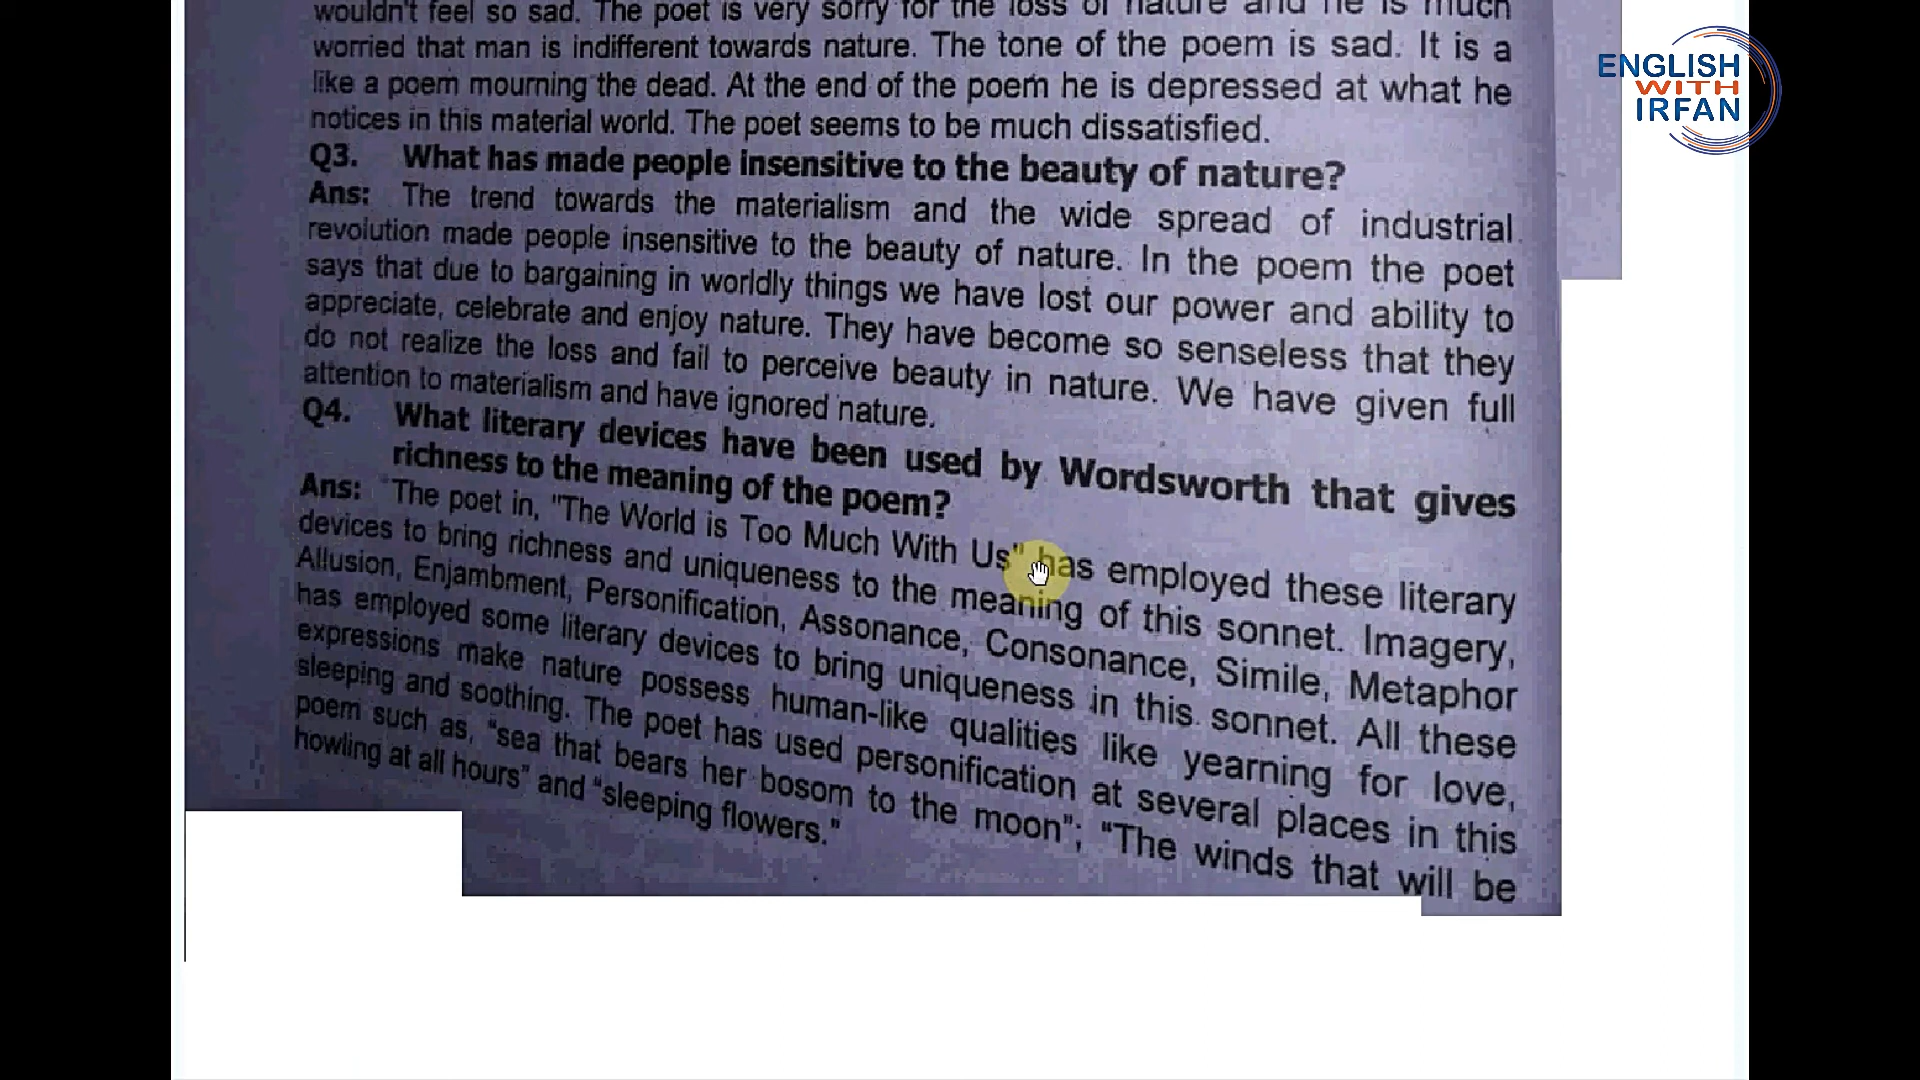 wouldn't feel so sad. The poet is very sorry for the loss of nature and he is much
worried that man is indifferent towards nature. The tone of the poem is sad. It is a
like a poem mourning the dead. At the end of the poem he is depressed at what he
notices in this material world. The poet seems to be much dissatisfied.
Q3. What has made people insensitive to the beauty of nature?
Ans: The trend towards the materialism and the wide spread of industrial
revolution made people insensitive to the beauty of nature. In the poem the poet
says that due to bargaining in worldly things we have lost our power and ability to
appreciate, celebrate and enjoy nature. They have become so senseless that they
do not realize the loss and fail to perceive beauty in nature. We have given full
attention to materialism and have ignored nature.
Q4. What literary devices have been used by Wordsworth that gives
richness to the meaning of the poem?
Ans: The poet in, "The World is Too Much With Us" has employed these literary
devices to bring richness and uniqueness to the meaning of this sonnet. Imagery,
Allusion, Enjambment, Personification, Assonance, Consonance, Simile, Metaphor
has employed some literary devices to bring uniqueness in this sonnet. All these
expressions make nature possess human-like qualities like yearning for love,
sleeping and soothing. The poet has used personification at several places in this
poem such as, "sea that bears her bosom to the moon"; "The winds that will be
howling at all hours" and "sleeping flowers."
ENGLISH
WITH
IRFAN